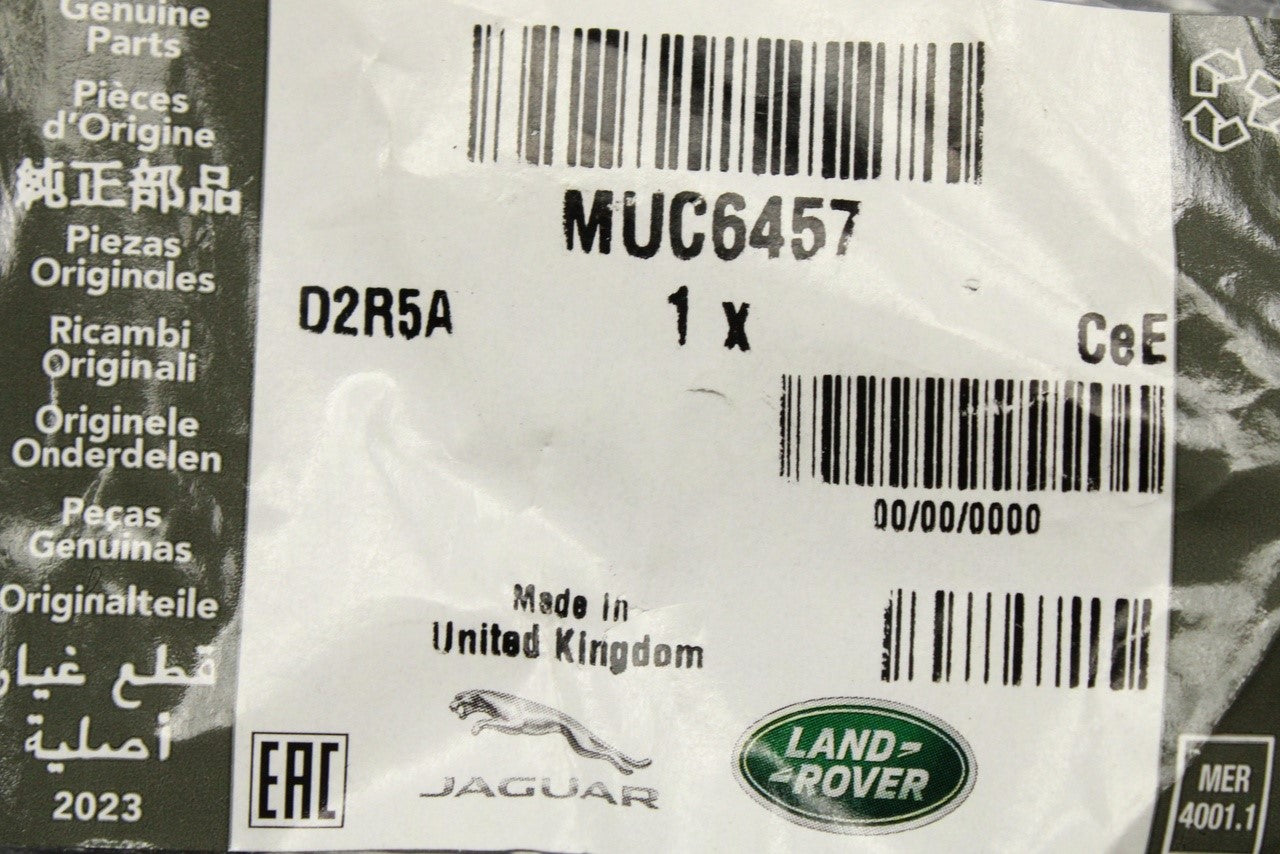 Genuine
Parts
Pièces
d'Origine
純正部品
Piezas
Originales
Ricambi
Originali
Originele
Onderdelen
Peças
Genuinas
Originalteile
قطع غيار
أصلية
2023
MUC6457
D2R5A 1 x CeE
00/00/0000
Made in
United Kingdom
EAC
JAGUAR
LAND-
-ROVER
MER
4001.1